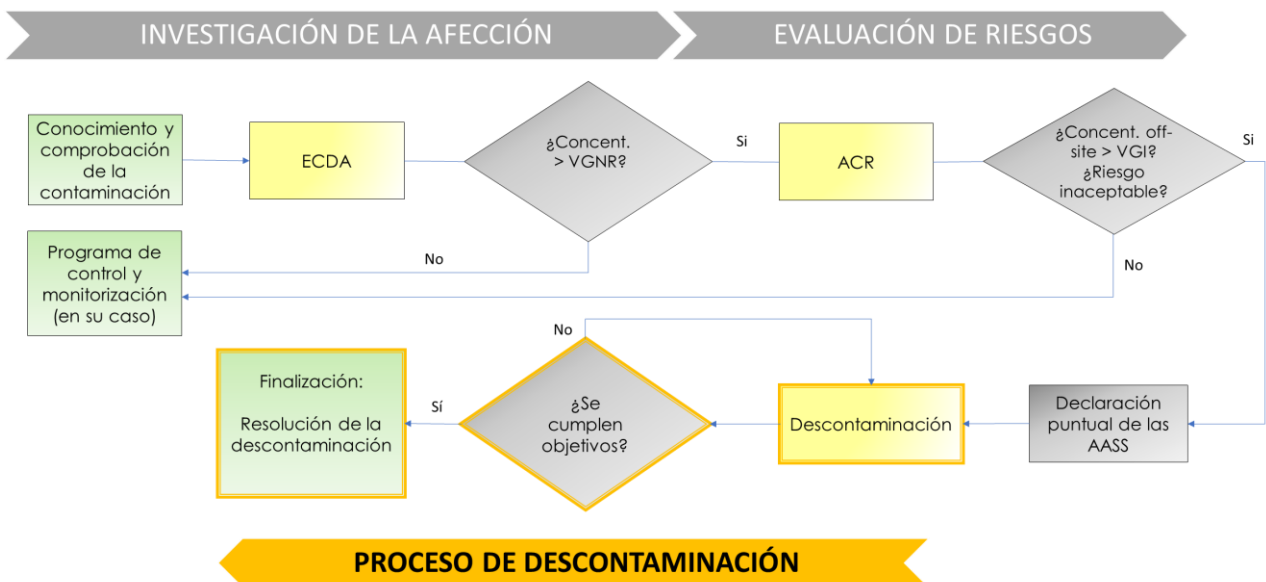 INVESTIGACIÓN DE LA AFECCIÓN
EVALUACIÓN DE RIESGOS
Conocimiento y
comprobación
de la
contaminación
ECDA
¿Concent.
> VGNR?
Si
ACR
¿Concent. off-
site > VGI?
¿Riesgo
inaceptable?
Si
Programa de
control y
monitorización
(en su caso)
No
No
No
Finalización:
Resolución de la
descontaminación
Sí
¿Se
cumplen
objetivos?
Descontaminación
Declaración
puntual de las
AASS
PROCESO DE DESCONTAMINACIÓN